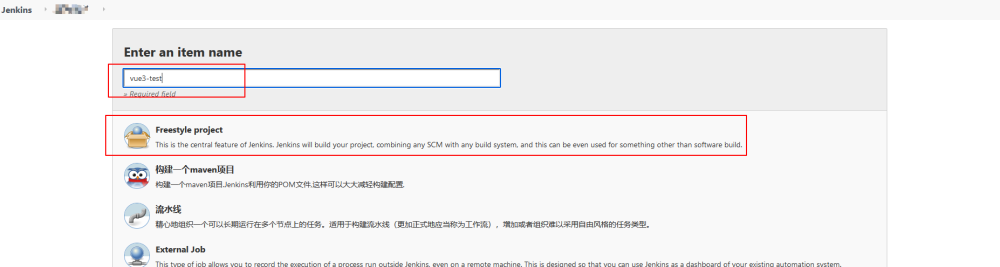 Jenkins
Enter an item name
vue3-test
» Required field
Freestyle project
This is the central feature of Jenkins. Jenkins will build your project, combining any SCM with any build system, and this can be even used for something other than software build.
构建一个maven项目
构建一个maven项目.Jenkins利用你的POM文件,这样可以大大减轻构建配置.
流水线
精心地组织一个可以长期运行在多个节点上的任务。适用于构建流水线（更加正式地应当称为工作流），增加或者组织难以采用自由风格的任务类型。
External Job
This type of job allows you to record the execution of a process run outside Jenkins, even on a remote machine. This is designed so that you can use Jenkins as a dashboard of your existing automation system.